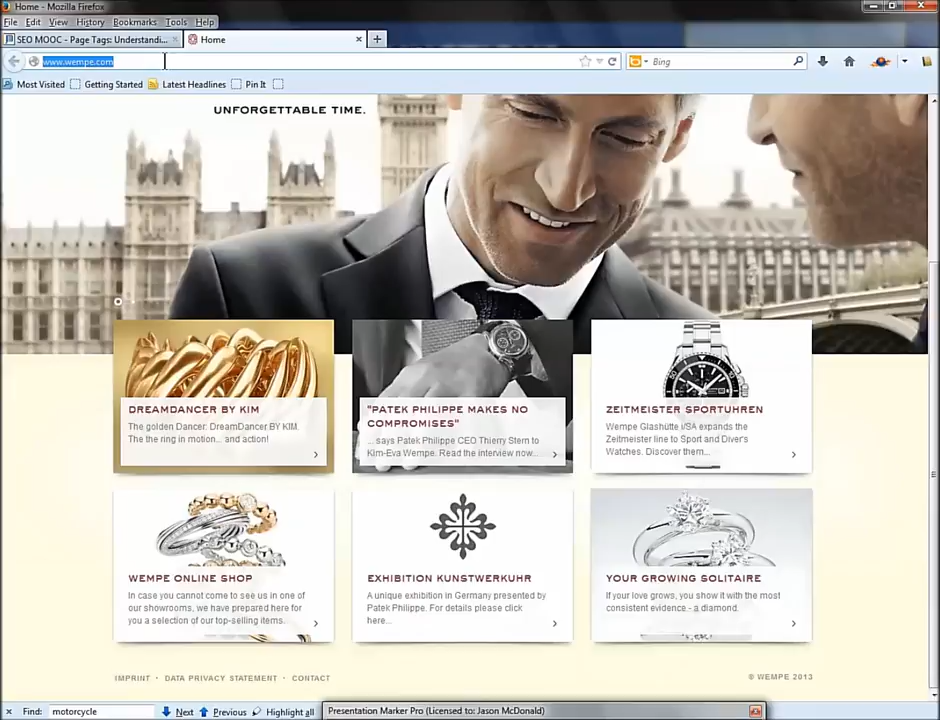 Home - Mozilla Firefox
File Edit View History Bookmarks Tools Help
SEO MOOC - Page Tags: Understandi...
Home
www.wempe.com
Bing
Most Visited Getting Started Latest Headlines Pin It
UNFORGETTABLE TIME.
DREAMDANCER BY KIM
The golden Dancer: DreamDancer BY KIM.
The the ring in motion... and action!
"PATEK PHILIPPE MAKES NO
COMPROMISES"
... says Patek Philippe CEO Thierry Stern to
Kim-Eva Wempe. Read the interview now...
ZEITMEISTER SPORTUHREN
Wempe Glashütte I/SA expands the
Zeitmeister line to Sport and Diver's
Watches. Discover them...
WEMPE ONLINE SHOP
In case you cannot come to see us in one of
our showrooms, we have prepared here for
you a selection of our top-selling items.
EXHIBITION KUNSTWERKUHR
A unique exhibition in Germany presented by
Patek Philippe. For details please click
here...
YOUR GROWING SOLITAIRE
If your love grows, you show it with the most
consistent evidence - a diamond.
IMPRINT · DATA PRIVACY STATEMENT · CONTACT
© WEMPE 2013
Find: motorcycle Next Previous Highlight all
Presentation Marker Pro (Licensed to: Jason McDonald)